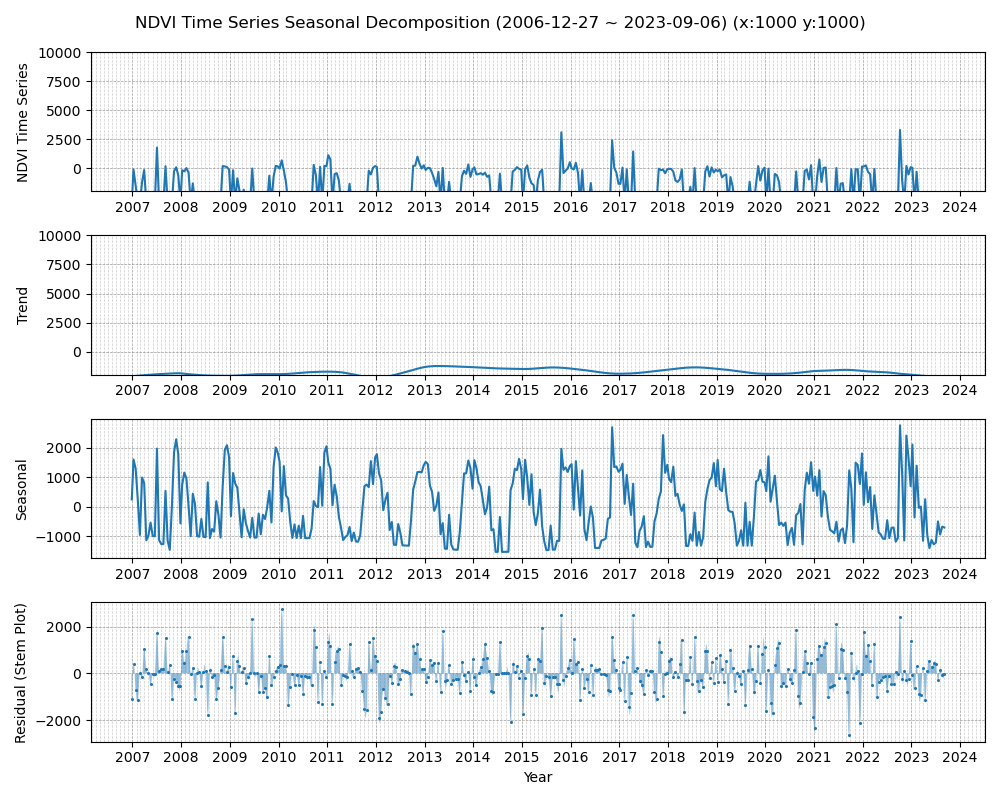 NDVI Time Series Seasonal Decomposition (2006-12-27 ~ 2023-09-06) (x:1000 y:1000)
NDVI Time Series
10000
7500
5000
2500
0
2007 2008 2009 2010 2011 2012 2013 2014 2015 2016 2017 2018 2019 2020 2021 2022 2023 2024
Trend
10000
7500
5000
2500
0
2007 2008 2009 2010 2011 2012 2013 2014 2015 2016 2017 2018 2019 2020 2021 2022 2023 2024
Seasonal
2000
1000
0
−1000
2007 2008 2009 2010 2011 2012 2013 2014 2015 2016 2017 2018 2019 2020 2021 2022 2023 2024
Residual (Stem Plot)
2000
0
−2000
2007 2008 2009 2010 2011 2012 2013 2014 2015 2016 2017 2018 2019 2020 2021 2022 2023 2024
Year